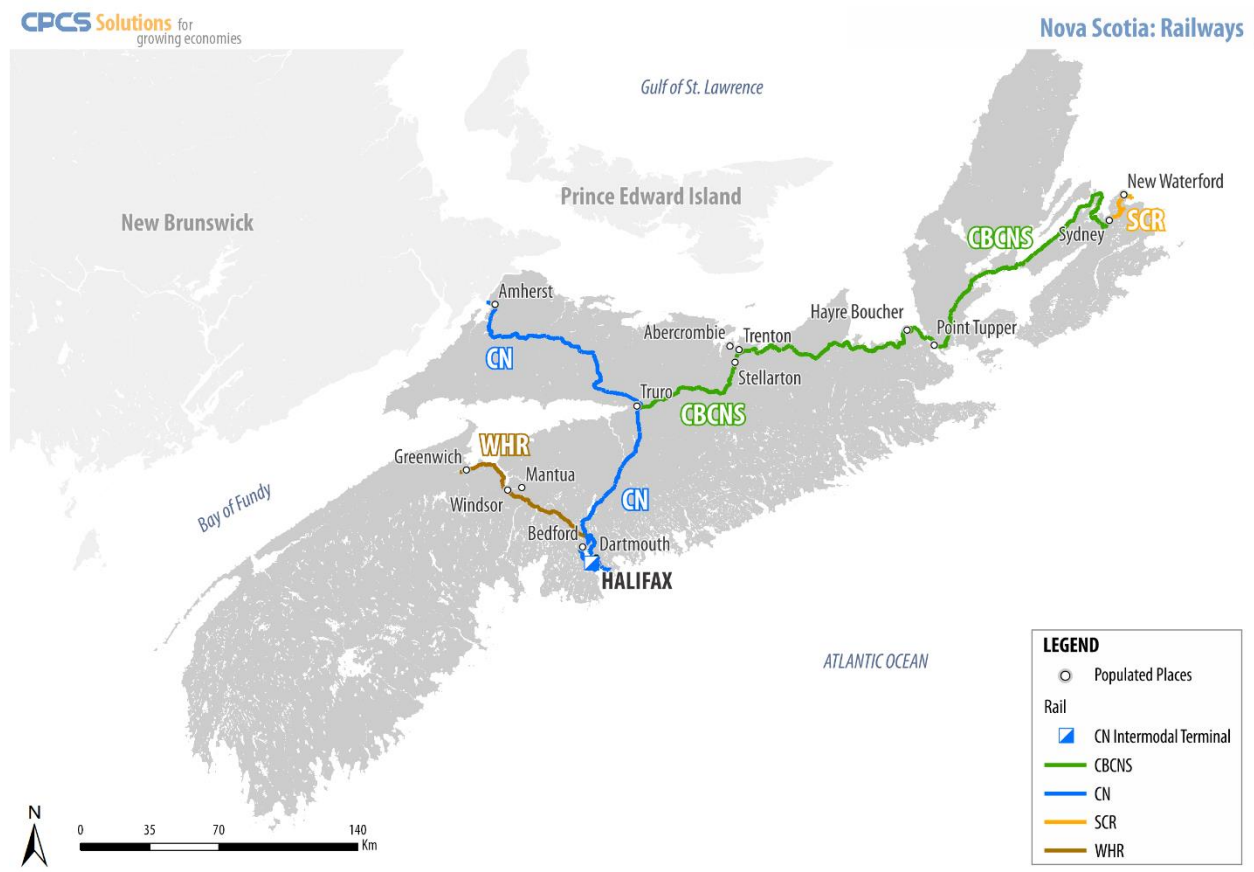 CPCS Solutions for
growing economies
Nova Scotia: Railways
Gulf of St. Lawrence
New Waterford
Prince Edward Island
New Brunswick
SCR
CBCNS
Sydney
Amherst
Hayre Boucher
Point Tupper
Abercrombie
Trenton
CN
Stellarton
Truro
CBCNS
WHR
Greenwich
Mantua
Windsor
CN
Bay of Fundy
Bedford
Dartmouth
HALIFAX
ATLANTIC OCEAN
LEGEND
Populated Places
Rail
CN Intermodal Terminal
CBCNS
CN
SCR
WHR
N
0 35 70 140
Km